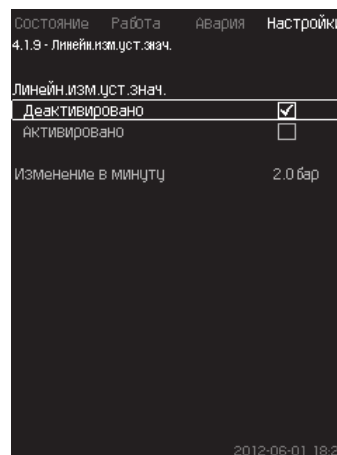 Состояние Работа Авария Настройки
4.1.9 - Линейн.изм.уст.знач.
Линейн.изм.уст.знач.
Деактивировано
Активировано
Изменение в минуту 2.0 бар
2012-06-01 18:2